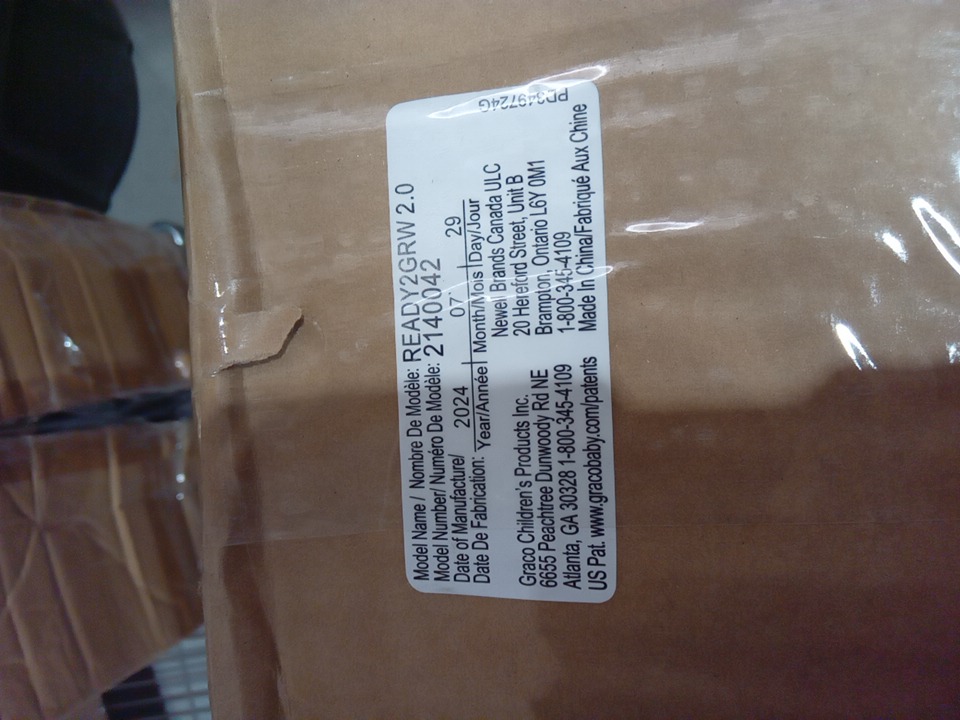 Model Name / Nombre De Modèle: READY2GRW 2.0
Model Number/ Numéro De Modèle: 2140042
Date of Manufacture/ 2024 07 29
Date De Fabrication: Year/Année Month/Mois Day/Jour
Graco Children's Products Inc.
6655 Peachtree Dunwoody Rd NE
Atlanta, GA 30328 1-800-345-4109
US Pat. www.gracobaby.com/patents
Newell Brands Canada ULC
20 Hereford Street, Unit B
Brampton, Ontario L6Y 0M1
1-800-345-4109
Made In China/Fabriqué Aux Chine